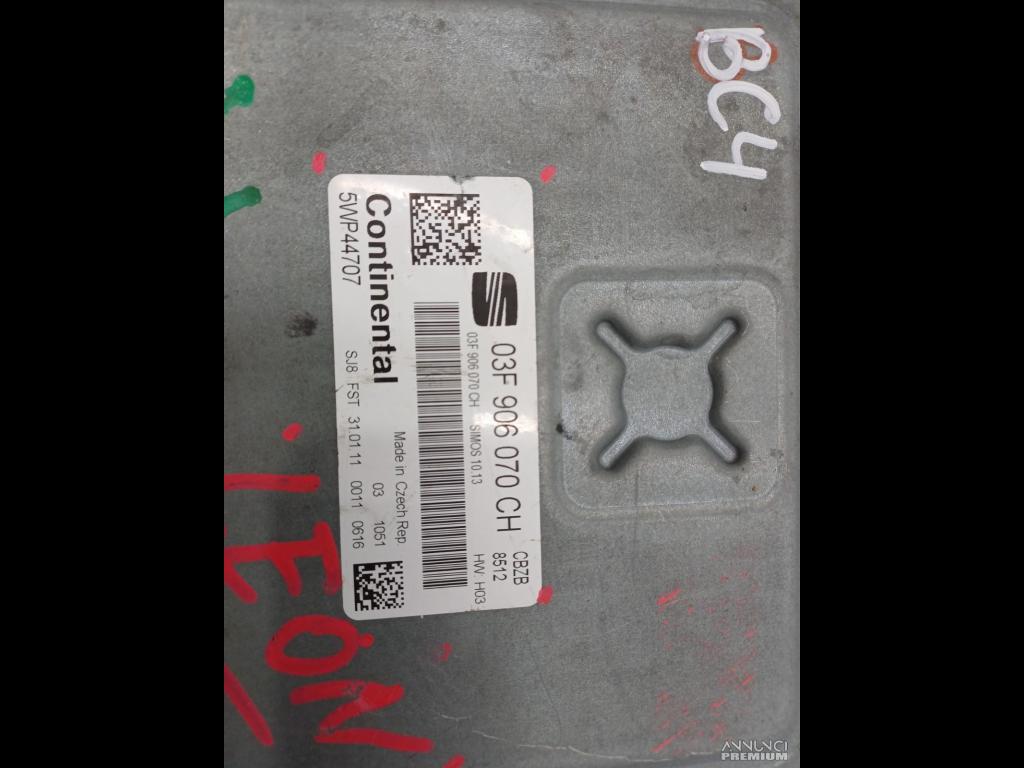 BC4
03F 906 070 CH
CBZB
8512
03F 906 070 CH SIMOS 10.13
HW: H03
Made in Czech Rep.
03 1051
Continental
5WP44707
SJ8 FST 31.01.11 0011 0616
LEON
ANNUNCI
PREMIUM